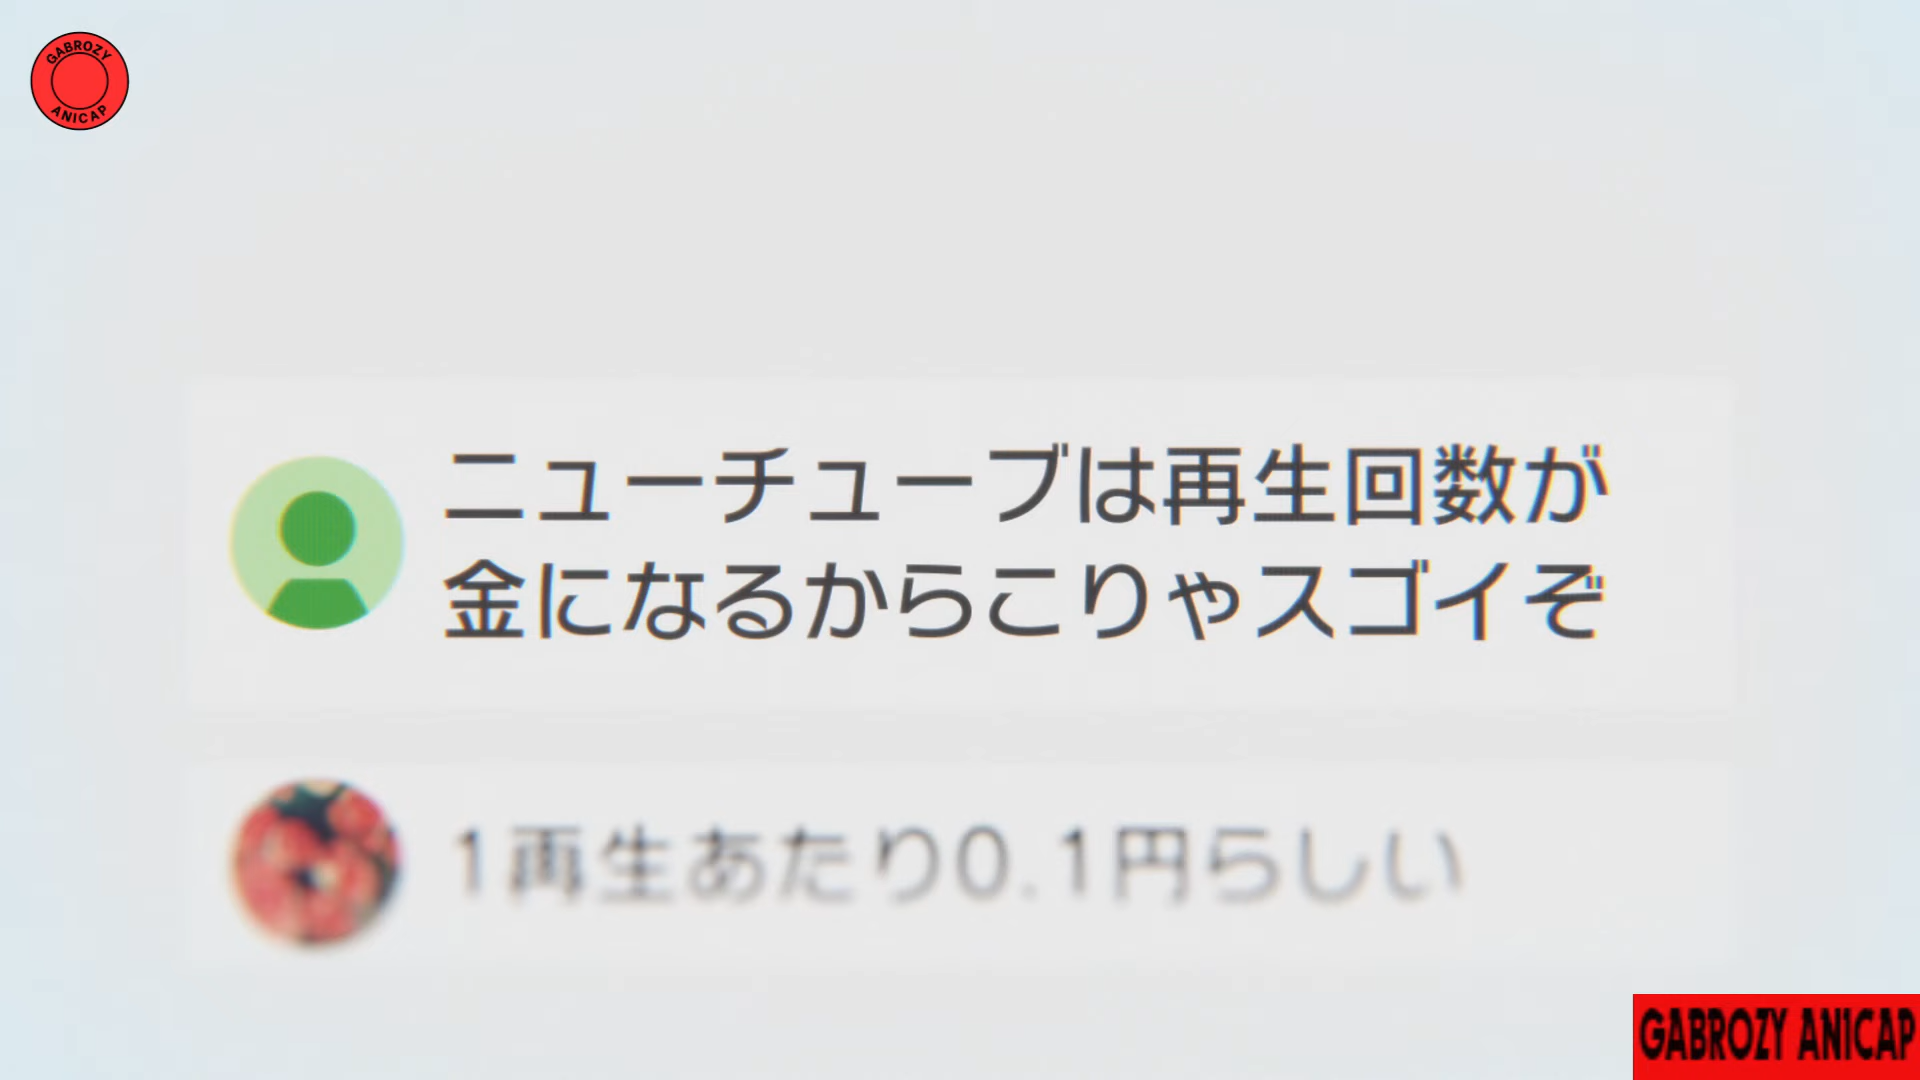 GABROZY
ANICAP
ニューチューブは再生回数が
金になるからこりゃスゴイぞ
1再生あたり0.1円らしい
GABROZY ANICAP